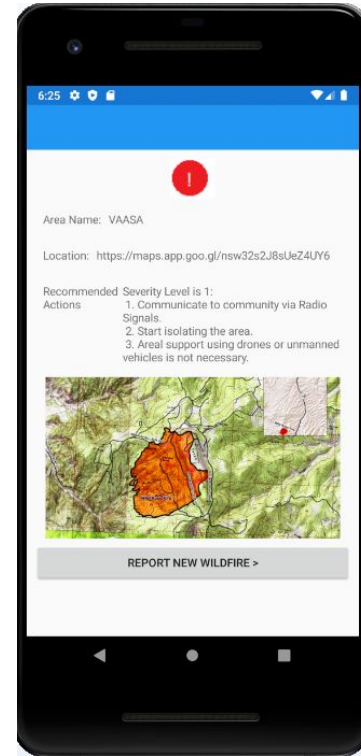 6:25
!
Area Name: VAASA
Location: https://maps.app.goo.gl/nsw32s2J8sUeZ4UY6
Recommended Severity Level is 1:
Actions 1. Communicate to community via Radio
Signals.
2. Start isolating the area.
3. Areal support using drones or unmanned
vehicles is not necessary.
REPORT NEW WILDFIRE >